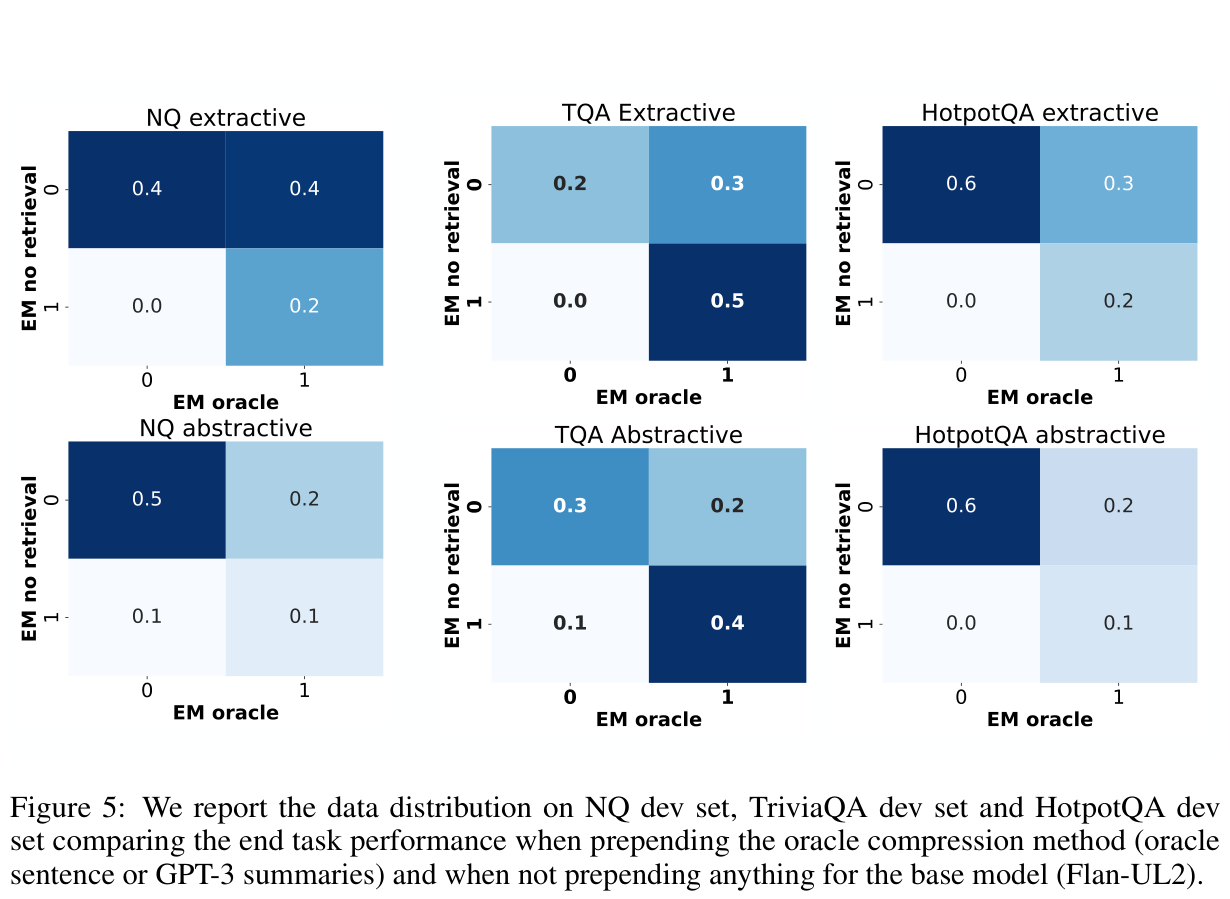 NQ extractive
EM no retrieval
0
0.4
0.4
1
0.0
0.2
0
1
EM oracle
TQA Extractive
EM no retrieval
0
0.2
0.3
1
0.0
0.5
0
1
EM oracle
HotpotQA extractive
EM no retrieval
0
0.6
0.3
1
0.0
0.2
0
1
EM oracle
NQ abstractive
EM no retrieval
0
0.5
0.2
1
0.1
0.1
0
1
EM oracle
TQA Abstractive
EM no retrieval
0
0.3
0.2
1
0.1
0.4
0
1
EM oracle
HotpotQA abstractive
EM no retrieval
0
0.6
0.2
1
0.0
0.1
0
1
EM oracle
Figure 5: We report the data distribution on NQ dev set, TriviaQA dev set and HotpotQA dev
set comparing the end task performance when prepending the oracle compression method (oracle
sentence or GPT-3 summaries) and when not prepending anything for the base model (Flan-UL2).